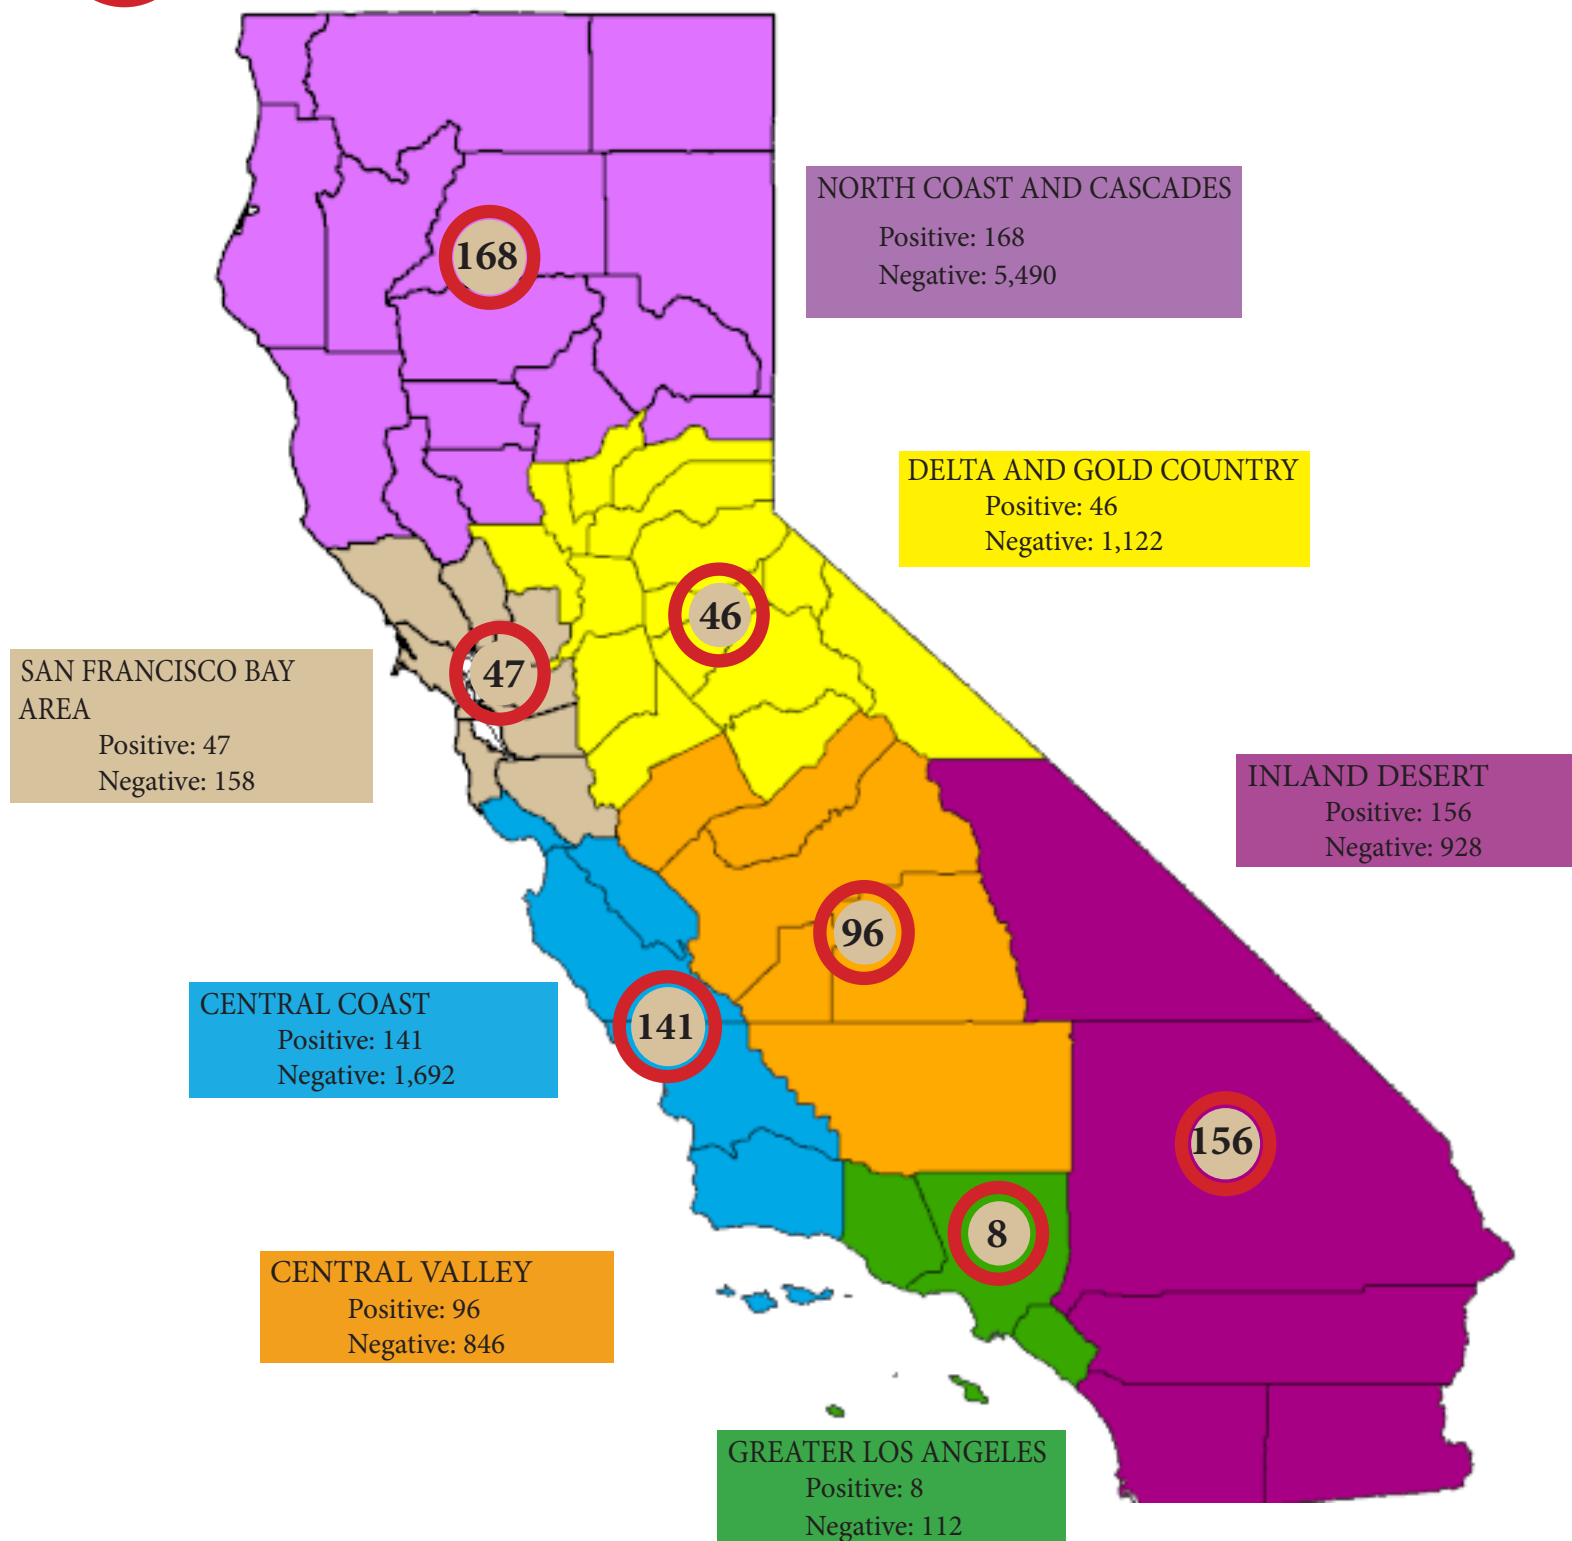 NORTH COAST AND CASCADES
Positive: 168
Negative: 5,490
168
DELTA AND GOLD COUNTRY
Positive: 46
Negative: 1,122
46
SAN FRANCISCO BAY
AREA
Positive: 47
Negative: 158
47
INLAND DESERT
Positive: 156
Negative: 928
96
CENTRAL COAST
Positive: 141
Negative: 1,692
141
156
8
CENTRAL VALLEY
Positive: 96
Negative: 846
GREATER LOS ANGELES
Positive: 8
Negative: 112